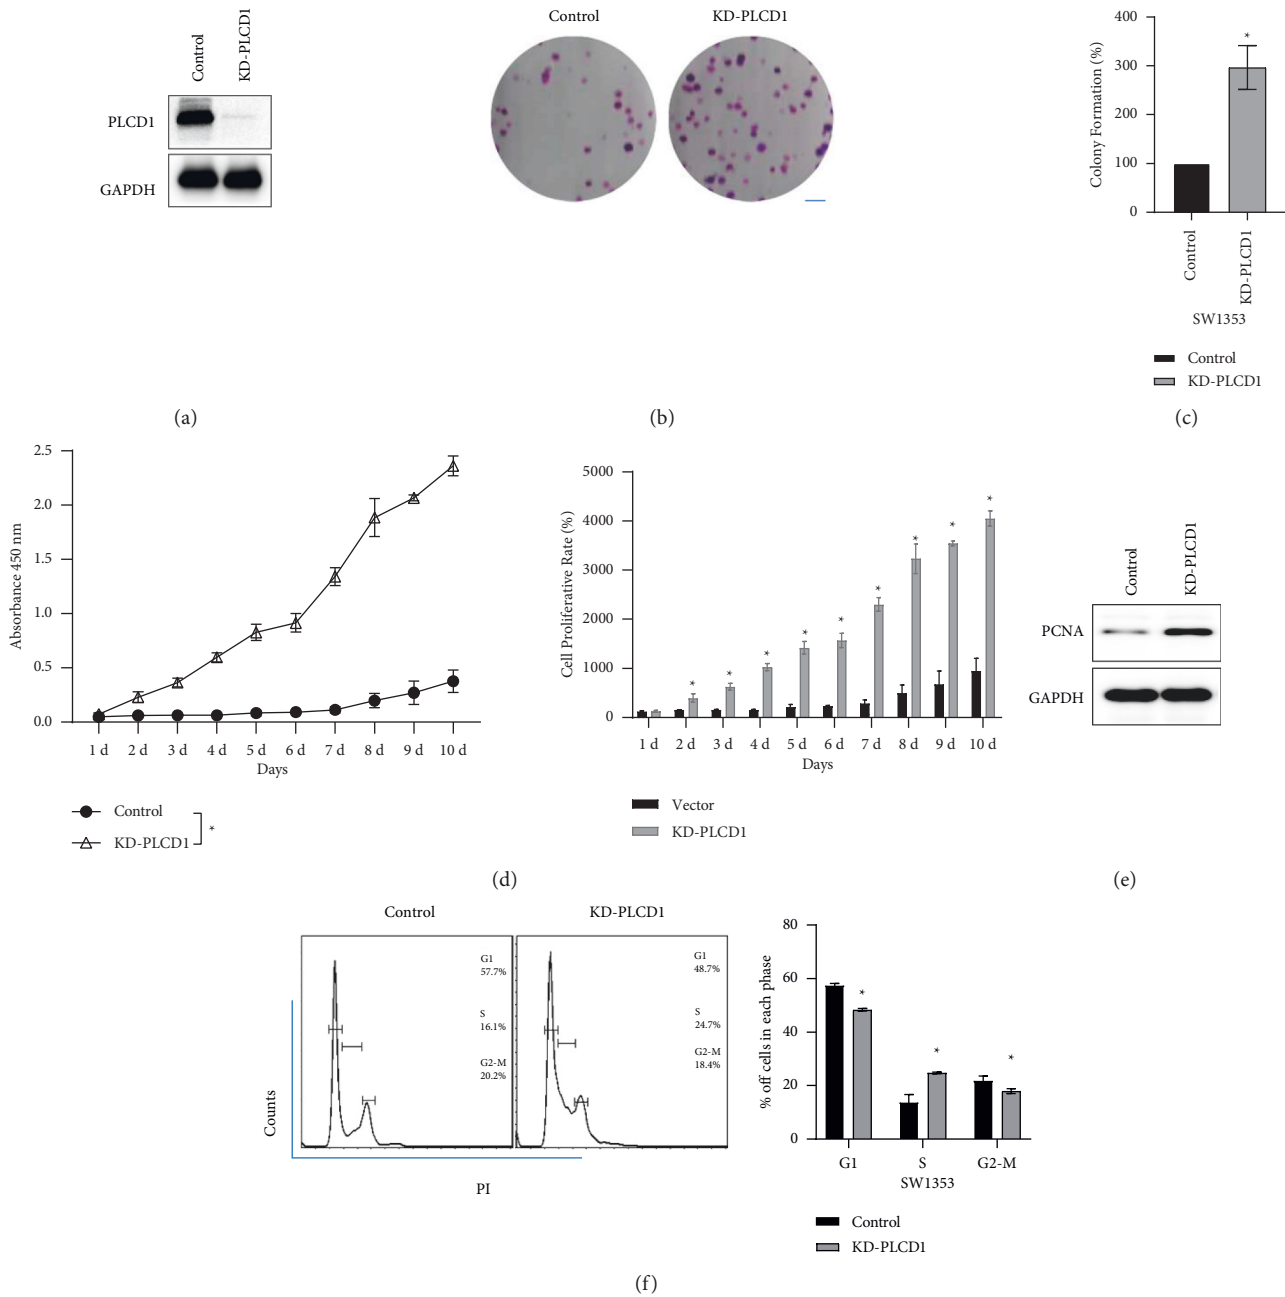 Control
KD-PLCD1
PLCD1
GAPDH
(a)
Control
KD-PLCD1
(b)
400
300
200
100
0
Colony Formation (%)
*
Control
KD-PLCD1
SW1353
Control
KD-PLCD1
(c)
2.5
2.0
1.5
1.0
0.5
0.0
Absorbance 450 nm
1 d 2 d 3 d 4 d 5 d 6 d 7 d 8 d 9 d 10 d
Days
Control
KD-PLCD1
*
5000
4000
3000
2000
1000
0
Cell Proliferative Rate (%)
* * * * * * * * *
1 d 2 d 3 d 4 d 5 d 6 d 7 d 8 d 9 d 10 d
Days
Vector
KD-PLCD1
(d)
Control
KD-PLCD1
PCNA
GAPDH
(e)
Control
KD-PLCD1
G1
57.7%
S
16.1%
G2-M
20.2%
G1
48.7%
S
24.7%
G2-M
18.4%
Counts
PI
80
60
40
20
0
% off cells in each phase
* * *
G1 S G2-M
SW1353
Control
KD-PLCD1
(f)